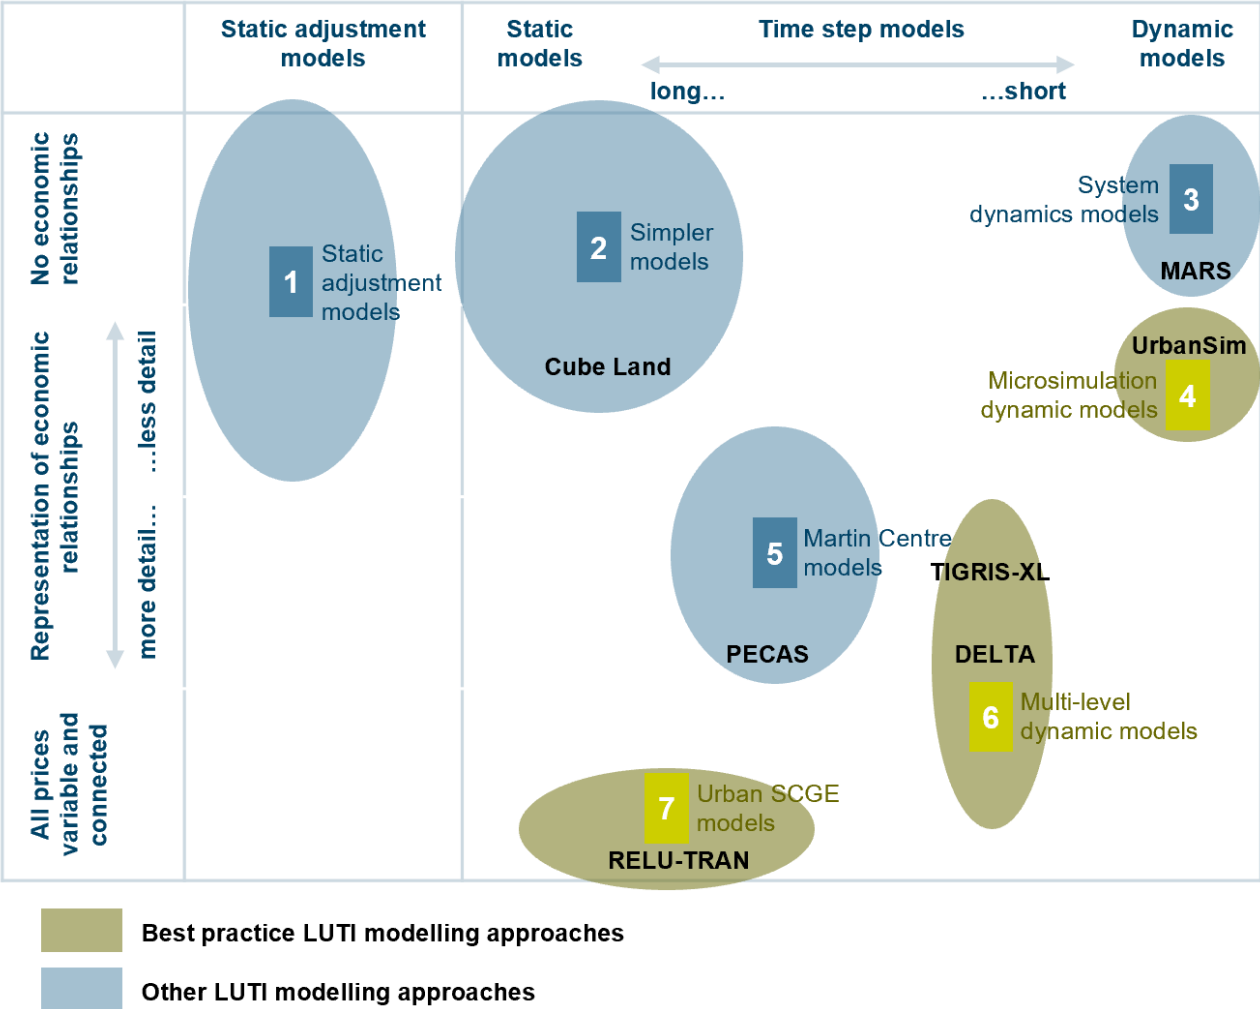 Static adjustment
models
Static
models
Time step models
long…
…short
Dynamic
models
No economic
relationships
Representation of economic
relationships
…less detail
more detail…
All prices
variable and
connected
1
Static
adjustment
models
2
Simpler
models
Cube Land
System
dynamics models
3
MARS
UrbanSim
Microsimulation
dynamic models
4
5
Martin Centre
models
PECAS
TIGRIS-XL
DELTA
6
Multi-level
dynamic models
7
Urban SCGE
models
RELU-TRAN
Best practice LUTI modelling approaches
Other LUTI modelling approaches